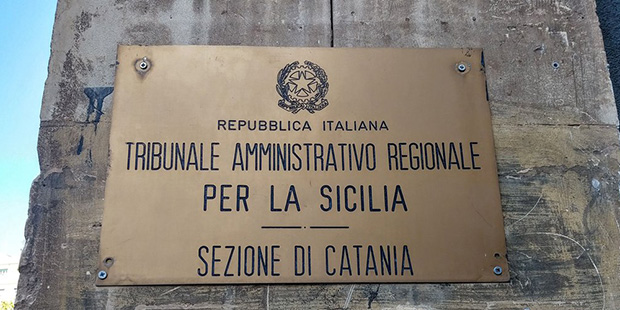 REPUBBLICA ITALIANA
TRIBUNALE AMMINISTRATIVO REGIONALE
PER LA SICILIA
SEZIONE DI CATANIA